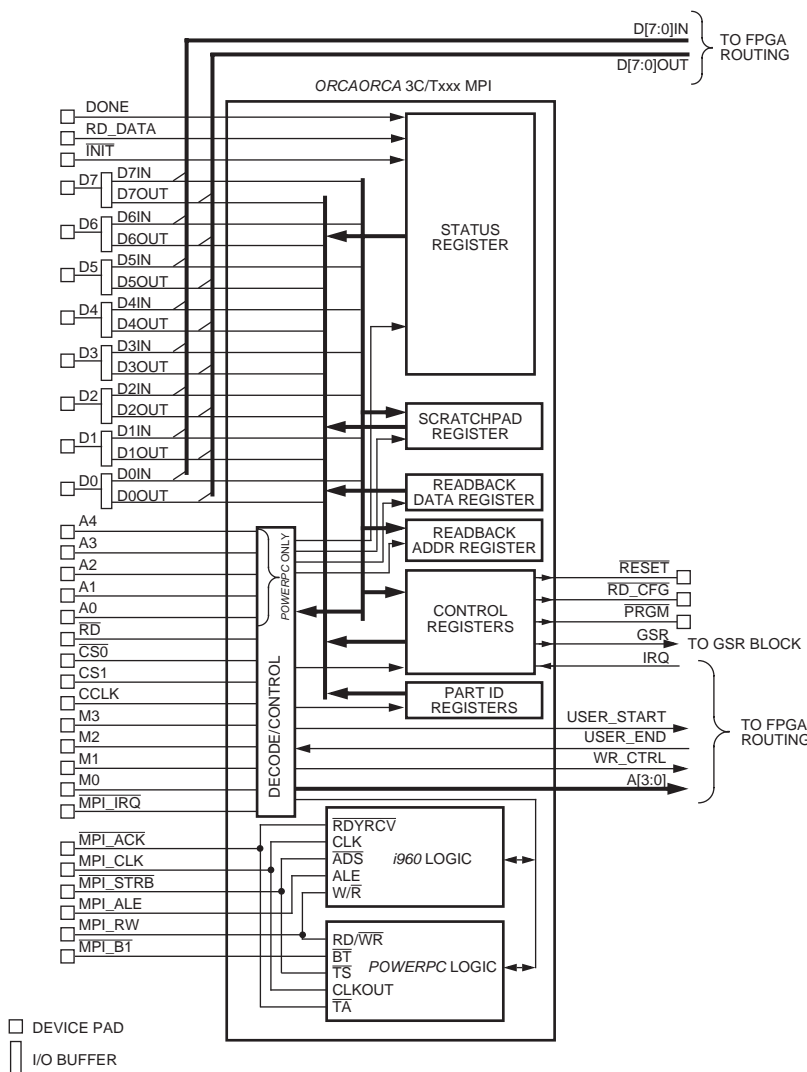 D[7:0]IN
D[7:0]OUT
TO FPGA
ROUTING
ORCAORCA 3C/Txxx MPI
DONE
RD_DATA
INIT
D7
D7IN
D7OUT
D6
D6IN
D6OUT
D5
D5IN
D5OUT
D4
D4IN
D4OUT
D3
D3IN
D3OUT
D2
D2IN
D2OUT
D1
D1IN
D1OUT
D0
D0IN
D0OUT
STATUS
REGISTER
SCRATCHPAD
REGISTER
READBACK
DATA REGISTER
READBACK
ADDR REGISTER
CONTROL
REGISTERS
PART ID
REGISTERS
A4
A3
A2
A1
A0
RD
CS0
CS1
CCLK
M3
M2
M1
M0
MPI_IRQ
POWERPC ONLY
DECODE/CONTROL
RESET
RD_CFG
PRGM
GSR
TO GSR BLOCK
IRQ
USER_START
USER_END
WR_CTRL
A[3:0]
TO FPGA
ROUTING
MPI_ACK
MPI_CLK
MPI_STRB
MPI_ALE
MPI_RW
MPI_B1
RDYRCV
CLK
ADS
ALE
W/R
i960 LOGIC
RD/WR
BT
TS
CLKOUT
TA
POWERPC LOGIC
DEVICE PAD
I/O BUFFER